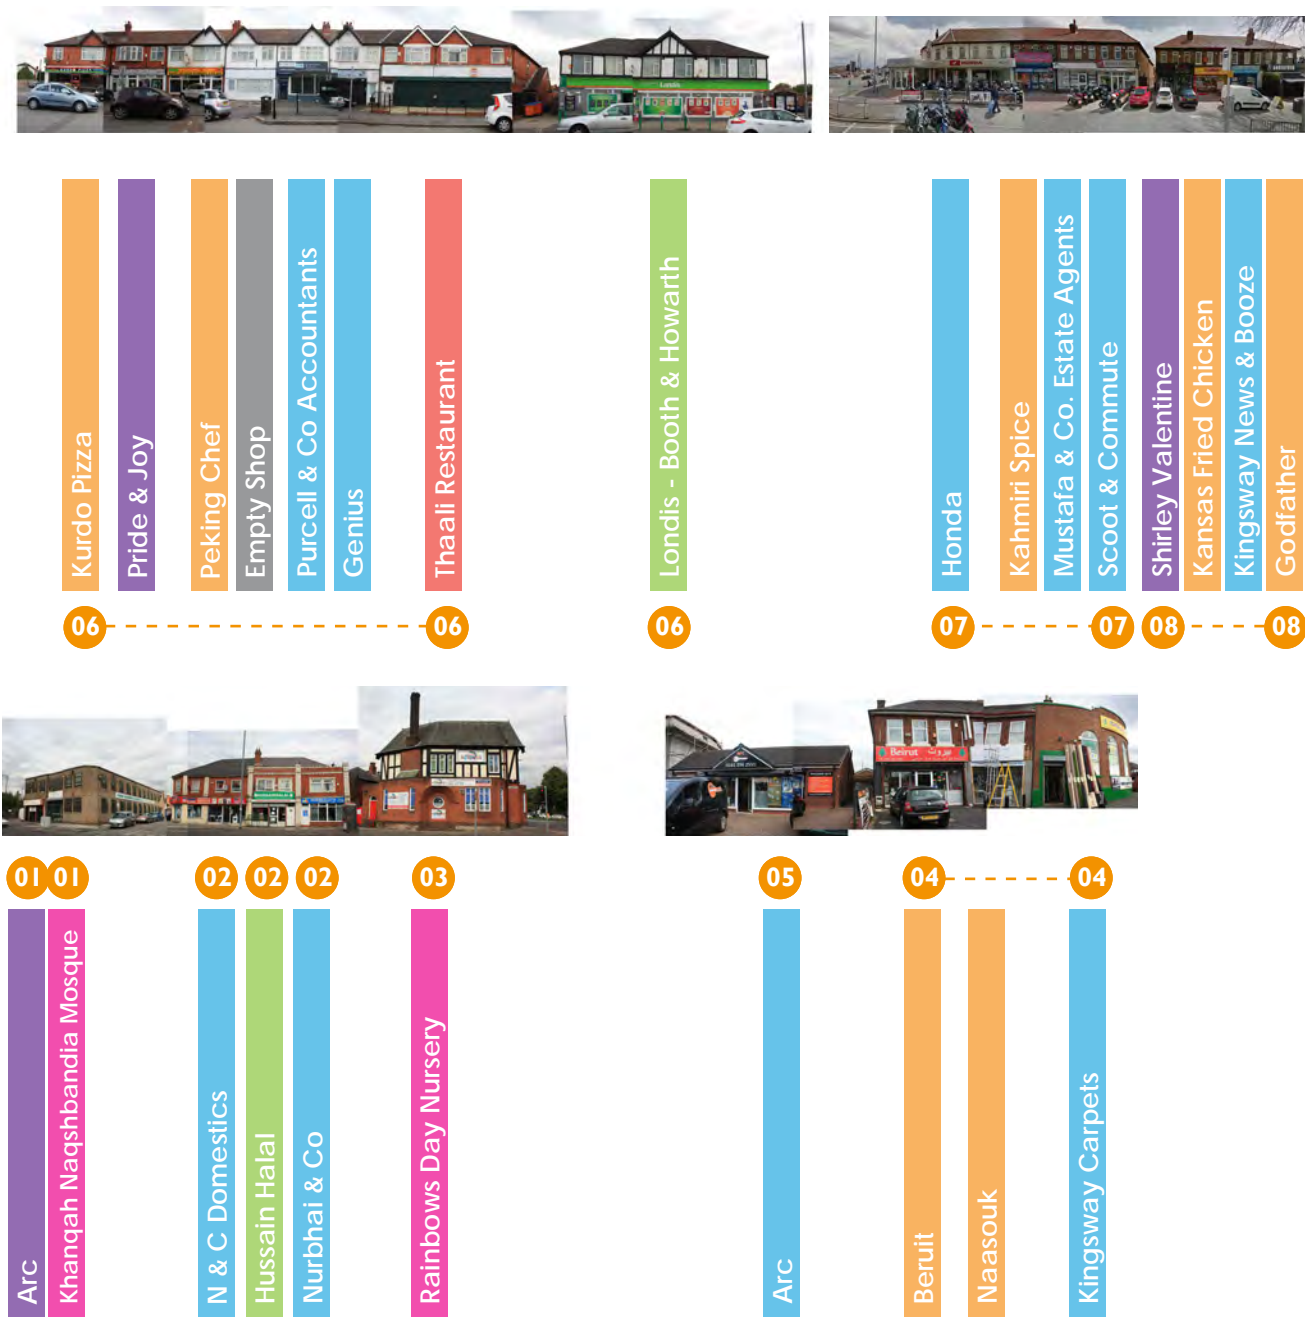 Londis
Kurdo Pizza
Pride & Joy
Peking Chef
Empty Shop
Purcell & Co Accountants
Genius
Thaali Restaurant
Londis - Booth & Howarth
Honda
Kahmiri Spice
Mustafa & Co. Estate Agents
Scoot & Commute
Shirley Valentine
Kansas Fried Chicken
Kingsway News & Booze
Godfather
06
06
06
07
07
08
08
Beirut
01
01
02
02
02
03
05
04
04
Arc
Khanqah Naqshbandia Mosque
N & C Domestics
Hussain Halal
Nurbhai & Co
Rainbows Day Nursery
Arc
Beruit
Naasouk
Kingsway Carpets